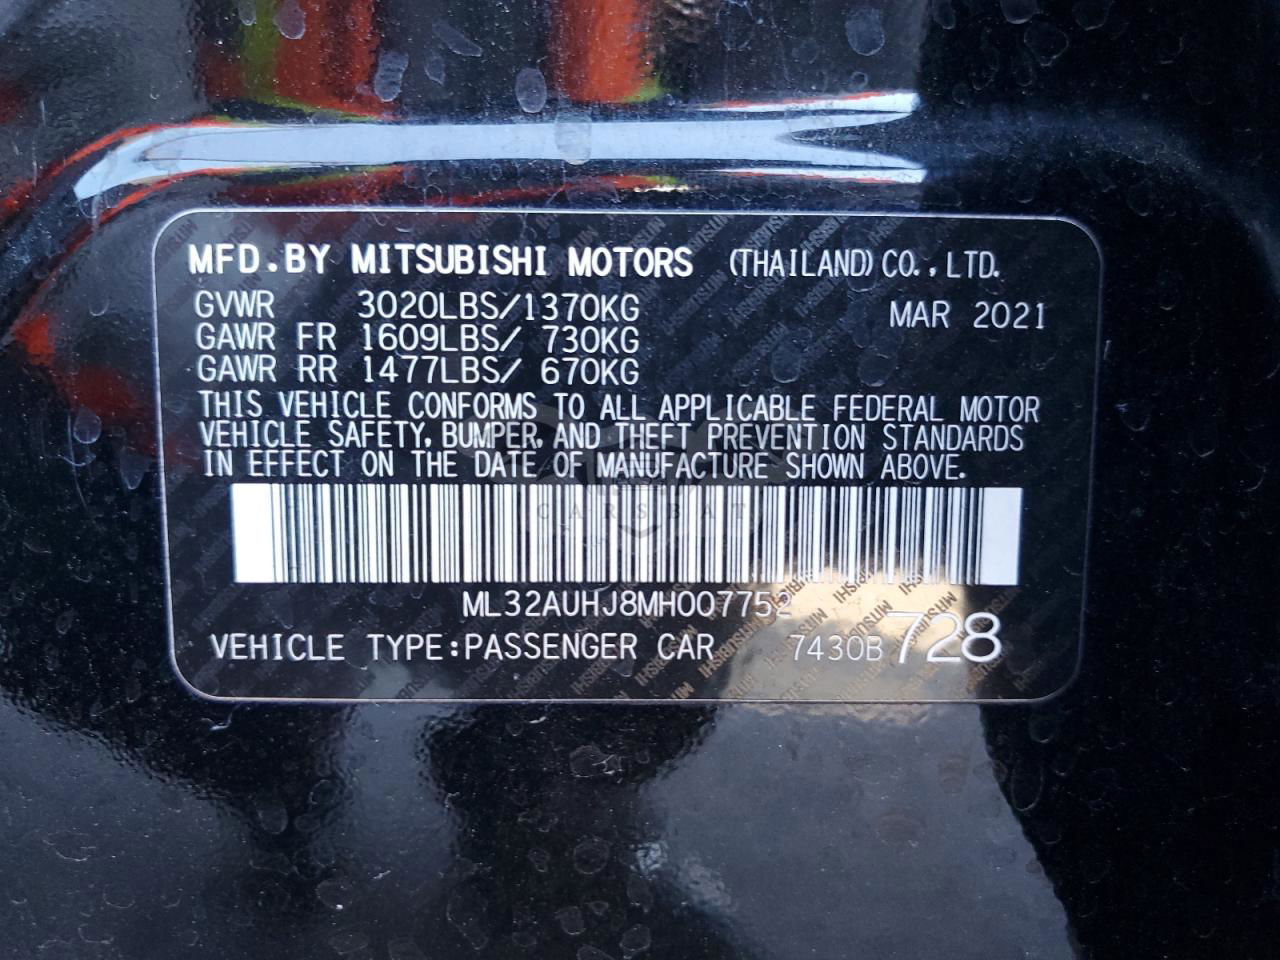 MFD.BY MITSUBISHI MOTORS (THAILAND) CO.,LTD.
GVWR 3020LBS/1370KG MAR 2021
GAWR FR 1609LBS/ 730KG
GAWR RR 1477LBS/ 670KG
THIS VEHICLE CONFORMS TO ALL APPLICABLE FEDERAL MOTOR
VEHICLE SAFETY, BUMPER, AND THEFT PREVENTION STANDARDS
IN EFFECT ON THE DATE OF MANUFACTURE SHOWN ABOVE.
CARSBAT
ML32AUHJ8MH007752
VEHICLE TYPE:PASSENGER CAR 7430B 728